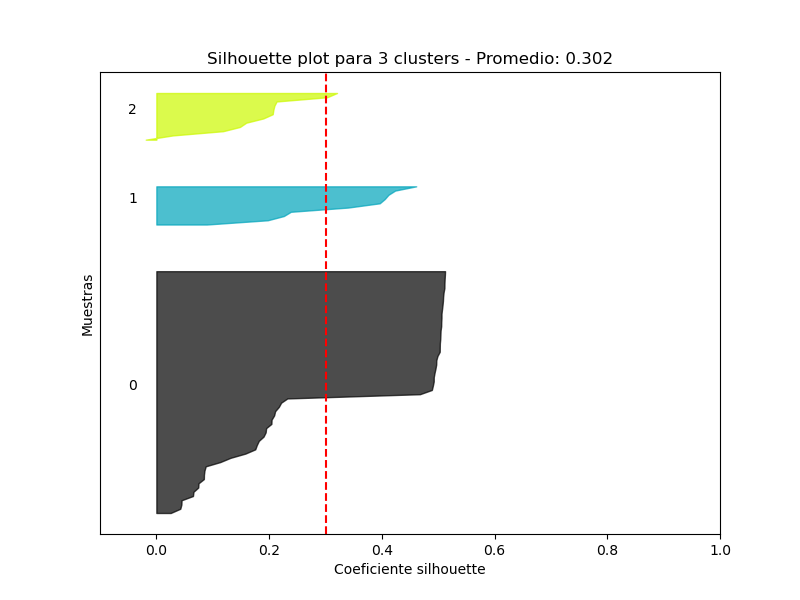 Silhouette plot para 3 clusters - Promedio: 0.302
2
1
0
Muestras
0.0 0.2 0.4 0.6 0.8 1.0
Coeficiente silhouette